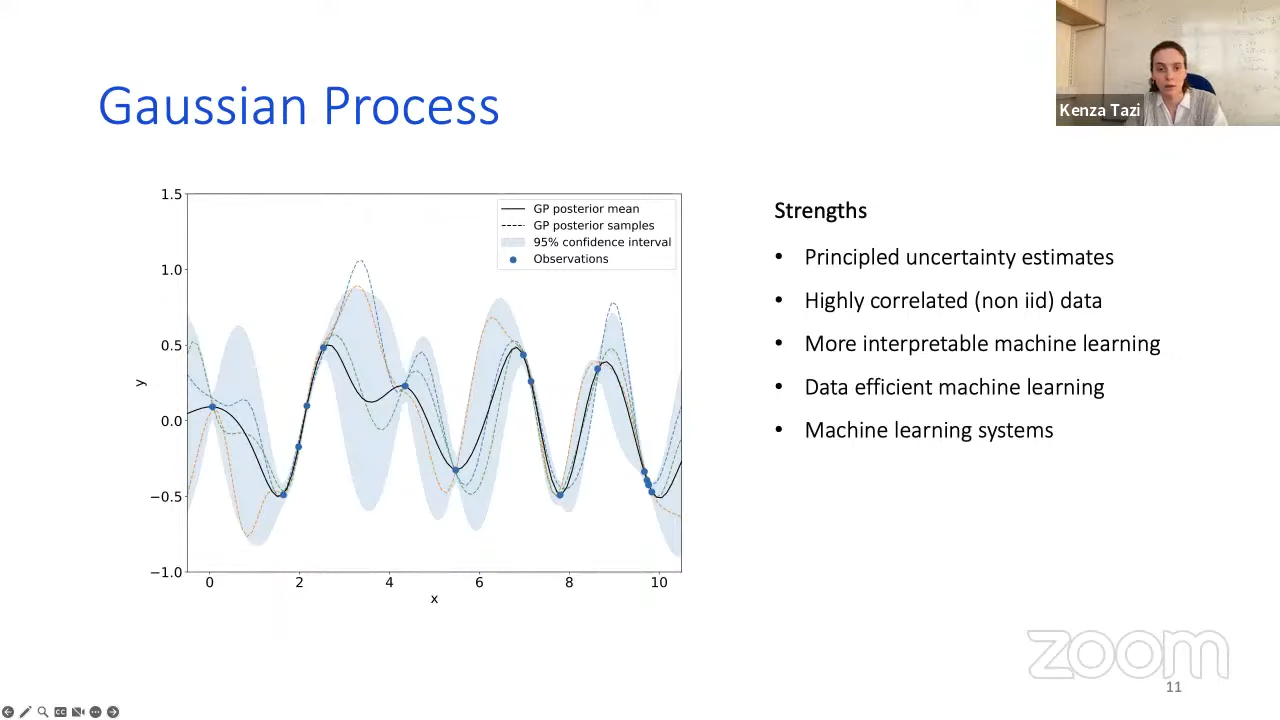 Kenza Tazi
Gaussian Process
1.5
1.0
0.5
0.0
−0.5
−1.0
y
0 2 4 6 8 10
x
GP posterior mean
GP posterior samples
95% confidence interval
Observations
Strengths
• Principled uncertainty estimates
• Highly correlated (non iid) data
• More interpretable machine learning
• Data efficient machine learning
• Machine learning systems
zoom
11
CC